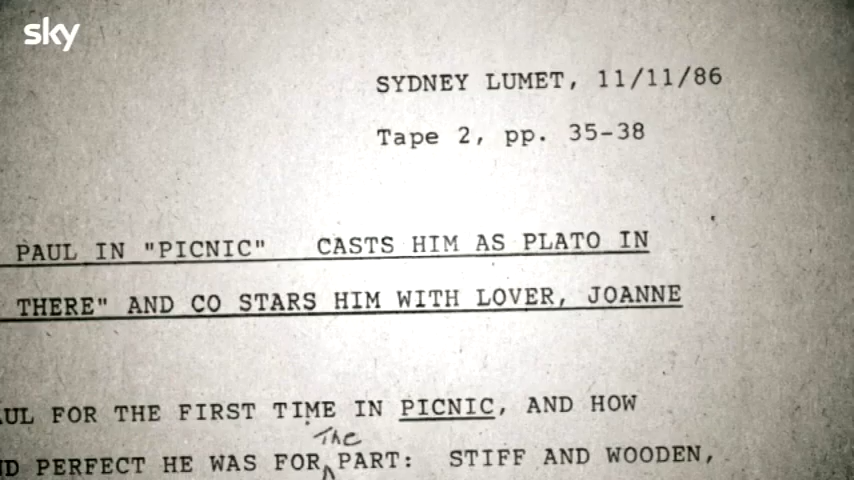 sky
SYDNEY LUMET, 11/11/86
Tape 2, pp. 35-38
PAUL IN "PICNIC" CASTS HIM AS PLATO IN
THERE" AND CO STARS HIM WITH LOVER, JOANNE
AUL FOR THE FIRST TIME IN PICNIC, AND HOW
The
D PERFECT HE WAS FOR PART: STIFF AND WOODEN,